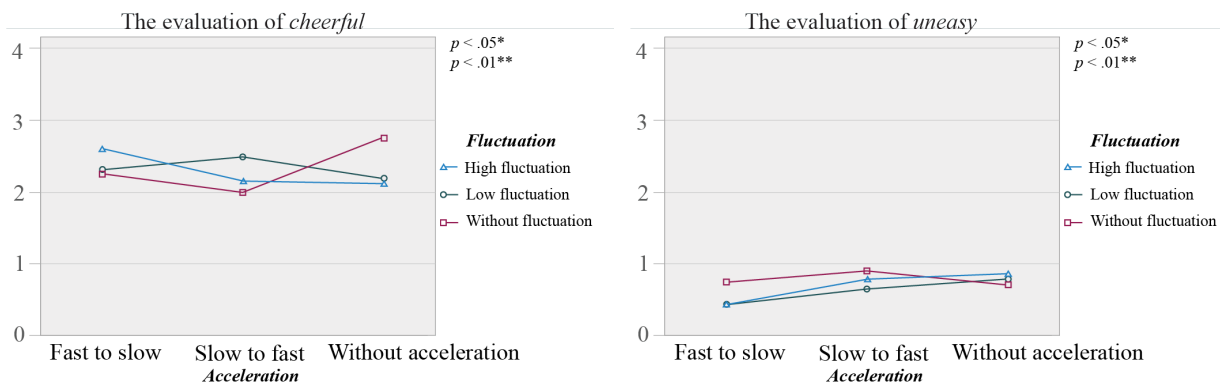 The evaluation of cheerful
4
3
2
1
0
Fast to slow
Slow to fast
Without acceleration
Acceleration
p < .05*
p < .01**
Fluctuation
High fluctuation
Low fluctuation
Without fluctuation
The evaluation of uneasy
4
3
2
1
0
Fast to slow
Slow to fast
Without acceleration
Acceleration
p < .05*
p < .01**
Fluctuation
High fluctuation
Low fluctuation
Without fluctuation